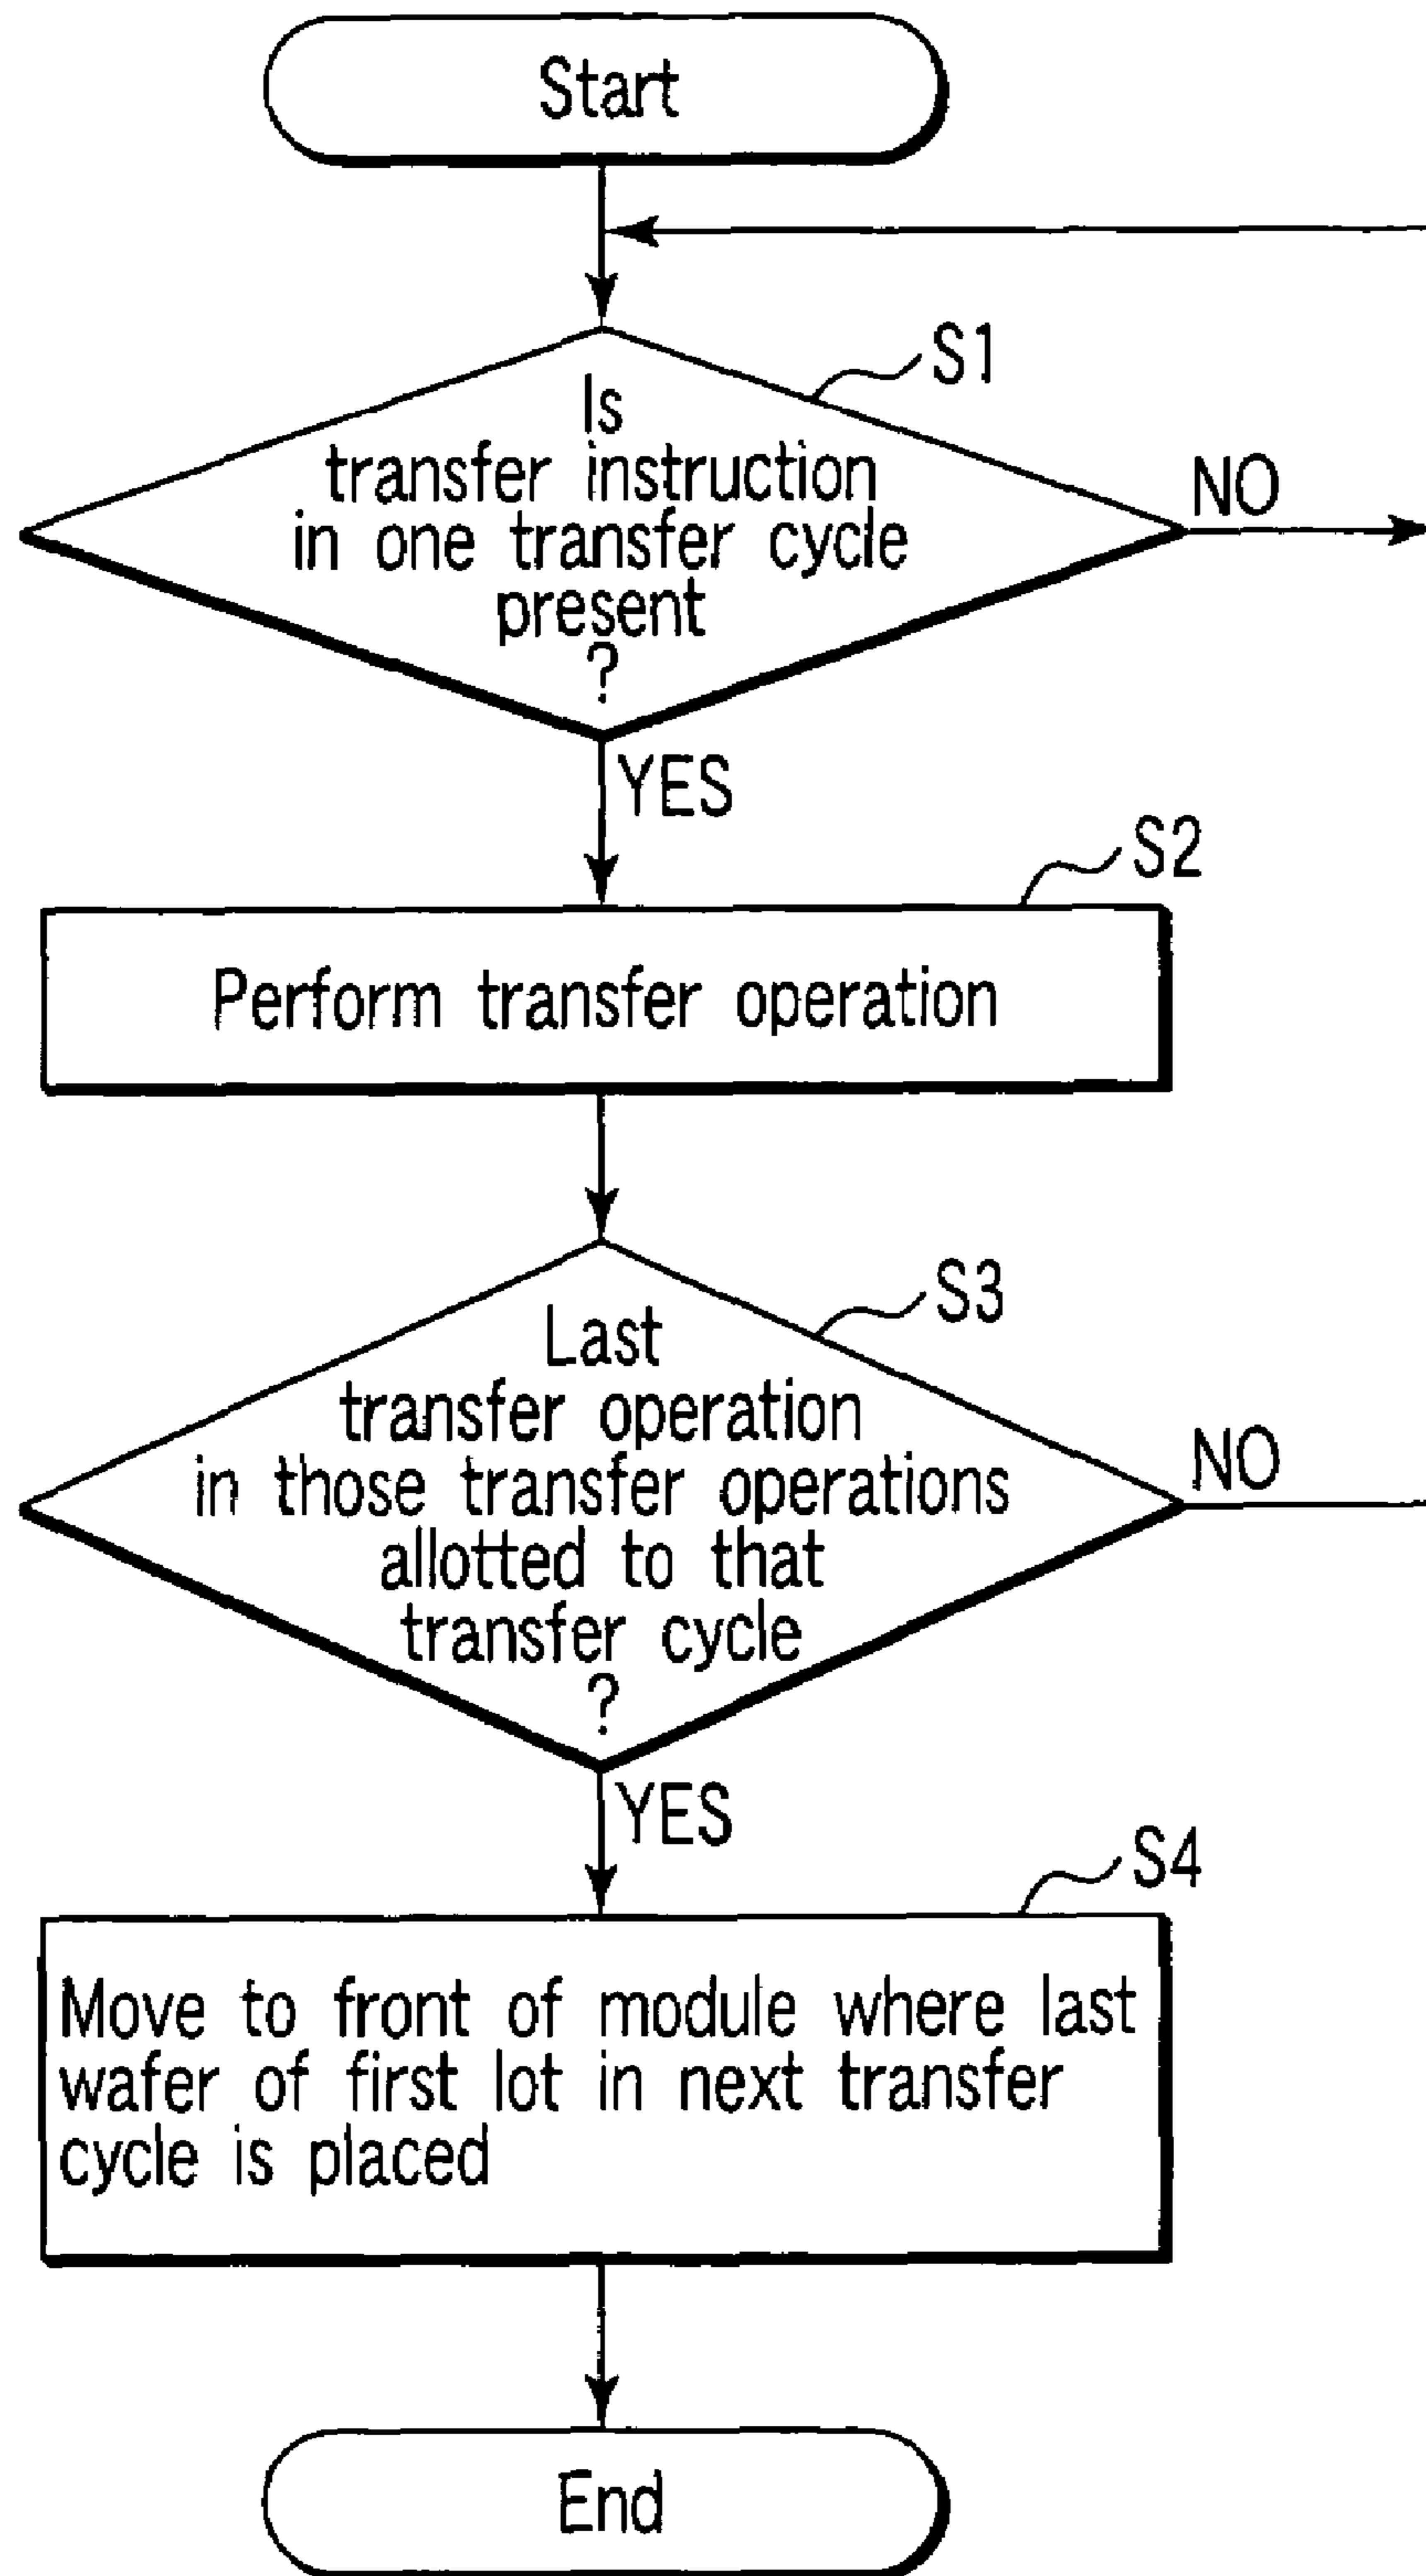 Start
S1
Is
transfer instruction
in one transfer cycle
present
?
NO
YES
S2
Perform transfer operation
S3
Last
transfer operation
in those transfer operations
allotted to that
transfer cycle
?
NO
YES
S4
Move to front of module where last
wafer of first lot in next transfer
cycle is placed
End